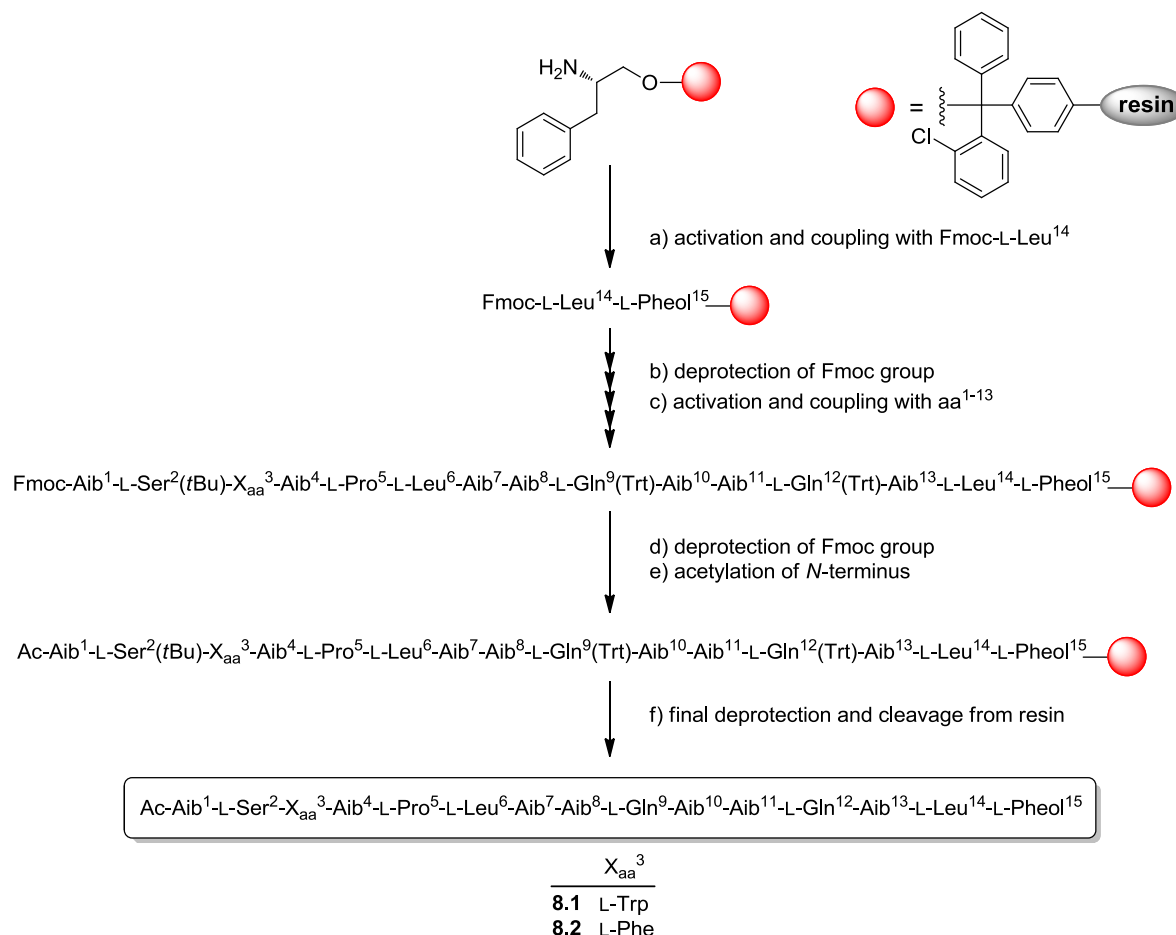 H₂N
O
=
Cl
resin
a) activation and coupling with Fmoc-L-Leu¹⁴
Fmoc-L-Leu¹⁴-L-Pheol¹⁵
b) deprotection of Fmoc group
c) activation and coupling with aa¹⁻¹³
Fmoc-Aib¹-L-Ser²(tBu)-Xₐₐ³-Aib⁴-L-Pro⁵-L-Leu⁶-Aib⁷-Aib⁸-L-Gln⁹(Trt)-Aib¹⁰-Aib¹¹-L-Gln¹²(Trt)-Aib¹³-L-Leu¹⁴-L-Pheol¹⁵
d) deprotection of Fmoc group
e) acetylation of N-terminus
Ac-Aib¹-L-Ser²(tBu)-Xₐₐ³-Aib⁴-L-Pro⁵-L-Leu⁶-Aib⁷-Aib⁸-L-Gln⁹(Trt)-Aib¹⁰-Aib¹¹-L-Gln¹²(Trt)-Aib¹³-L-Leu¹⁴-L-Pheol¹⁵
f) final deprotection and cleavage from resin
Ac-Aib¹-L-Ser²-Xₐₐ³-Aib⁴-L-Pro⁵-L-Leu⁶-Aib⁷-Aib⁸-L-Gln⁹-Aib¹⁰-Aib¹¹-L-Gln¹²-Aib¹³-L-Leu¹⁴-L-Pheol¹⁵
Xₐₐ³
8.1 L-Trp
8.2 L-Phe